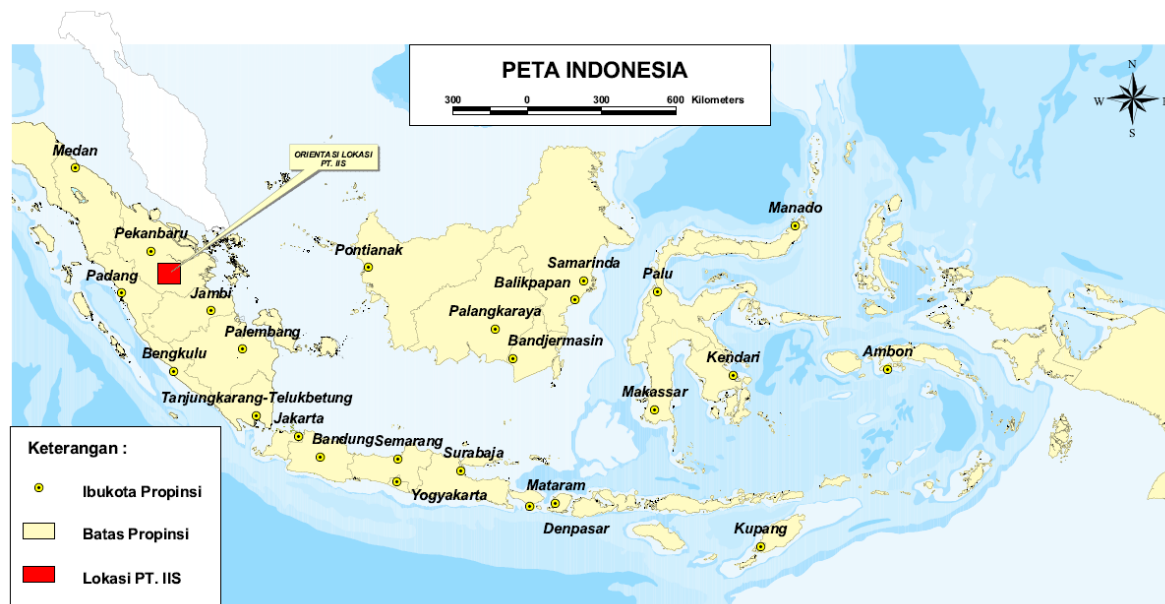 PETA INDONESIA
300 0 300 600 Kilometers
N
W E
S
ORIENTASI LOKASI
PT. IIS
Medan
Pekanbaru
Padang
Jambi
Palembang
Bengkulu
Tanjungkarang-Telukbetung
Jakarta
Bandung
Semarang
Surabaja
Yogyakarta
Mataram
Denpasar
Kupang
Pontianak
Samarinda
Balikpapan
Palangkaraya
Bandjermasin
Manado
Palu
Kendari
Makassar
Ambon
Keterangan :
Ibukota Propinsi
Batas Propinsi
Lokasi PT. IIS